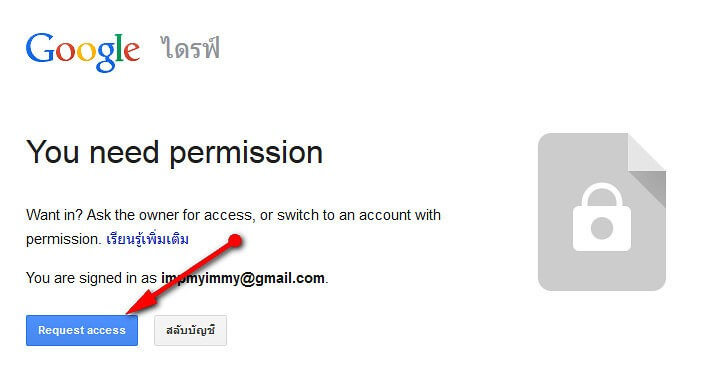 Google ไดรฟ์
You need permission
Want in? Ask the owner for access, or switch to an account with
permission. เรียนรู้เพิ่มเติม
You are signed in as impmyimmy@gmail.com.
Request access สลับบัญชี